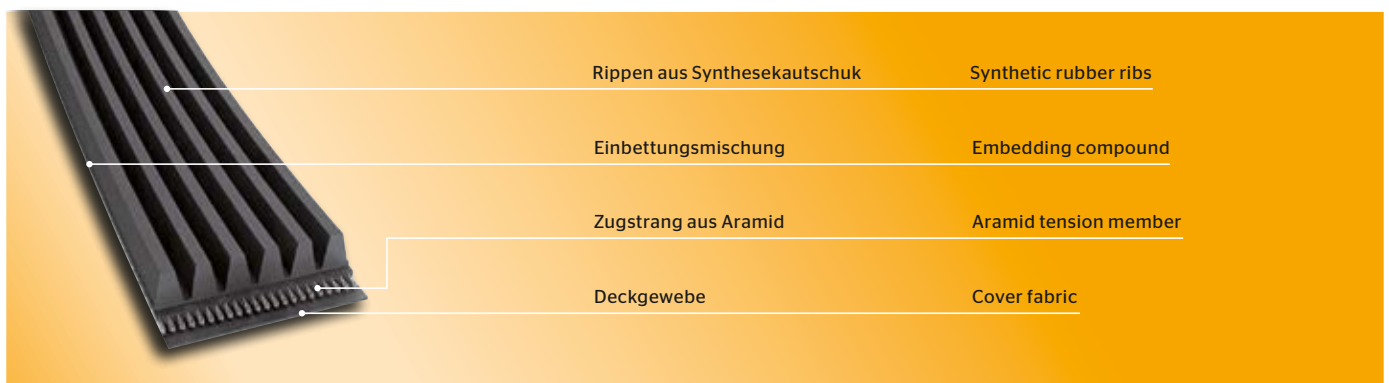 Rippen aus Synthesekautschuk Synthetic rubber ribs
Einbettungsmischung Embedding compound
Zugstrang aus Aramid Aramid tension member
Deckgewebe Cover fabric